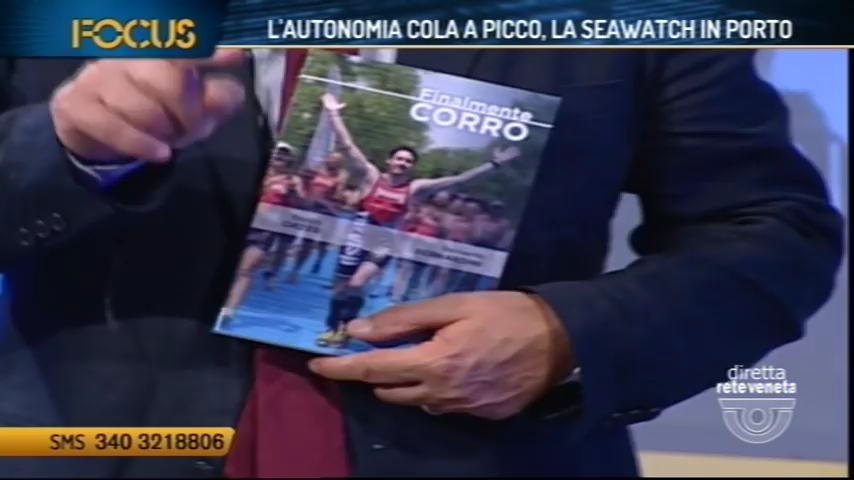 FOCUS
L'AUTONOMIA COLA A PICCO, LA SEAWATCH IN PORTO
Finalmente
CORRO
diretta
reteveneta
SMS 340 3218806